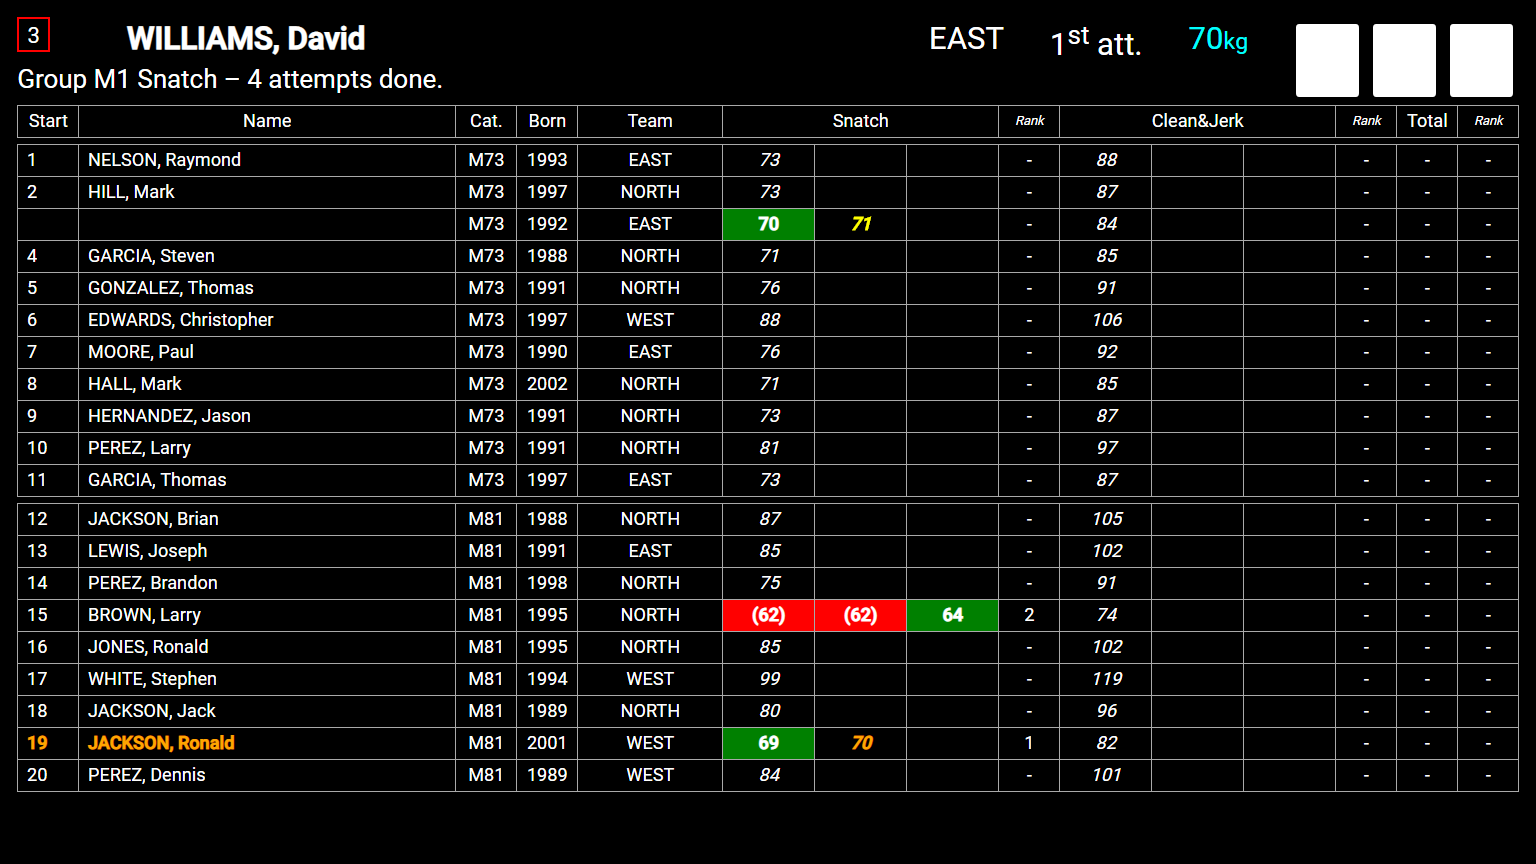 3 WILLIAMS, David EAST 1st att. 70kg
Group M1 Snatch – 4 attempts done.
Start Name Cat. Born Team Snatch Rank Clean&Jerk Rank Total Rank
1 NELSON, Raymond M73 1993 EAST 73 - 88 - - -
2 HILL, Mark M73 1997 NORTH 73 - 87 - - -
M73 1992 EAST 70 71 - 84 - - -
4 GARCIA, Steven M73 1988 NORTH 71 - 85 - - -
5 GONZALEZ, Thomas M73 1991 NORTH 76 - 91 - - -
6 EDWARDS, Christopher M73 1997 WEST 88 - 106 - - -
7 MOORE, Paul M73 1990 EAST 76 - 92 - - -
8 HALL, Mark M73 2002 NORTH 71 - 85 - - -
9 HERNANDEZ, Jason M73 1991 NORTH 73 - 87 - - -
10 PEREZ, Larry M73 1991 NORTH 81 - 97 - - -
11 GARCIA, Thomas M73 1997 EAST 73 - 87 - - -
12 JACKSON, Brian M81 1988 NORTH 87 - 105 - - -
13 LEWIS, Joseph M81 1991 EAST 85 - 102 - - -
14 PEREZ, Brandon M81 1998 NORTH 75 - 91 - - -
15 BROWN, Larry M81 1995 NORTH (62) (62) 64 2 74 - - -
16 JONES, Ronald M81 1995 NORTH 85 - 102 - - -
17 WHITE, Stephen M81 1994 WEST 99 - 119 - - -
18 JACKSON, Jack M81 1989 NORTH 80 - 96 - - -
19 JACKSON, Ronald M81 2001 WEST 69 70 1 82 - - -
20 PEREZ, Dennis M81 1989 WEST 84 - 101 - - -